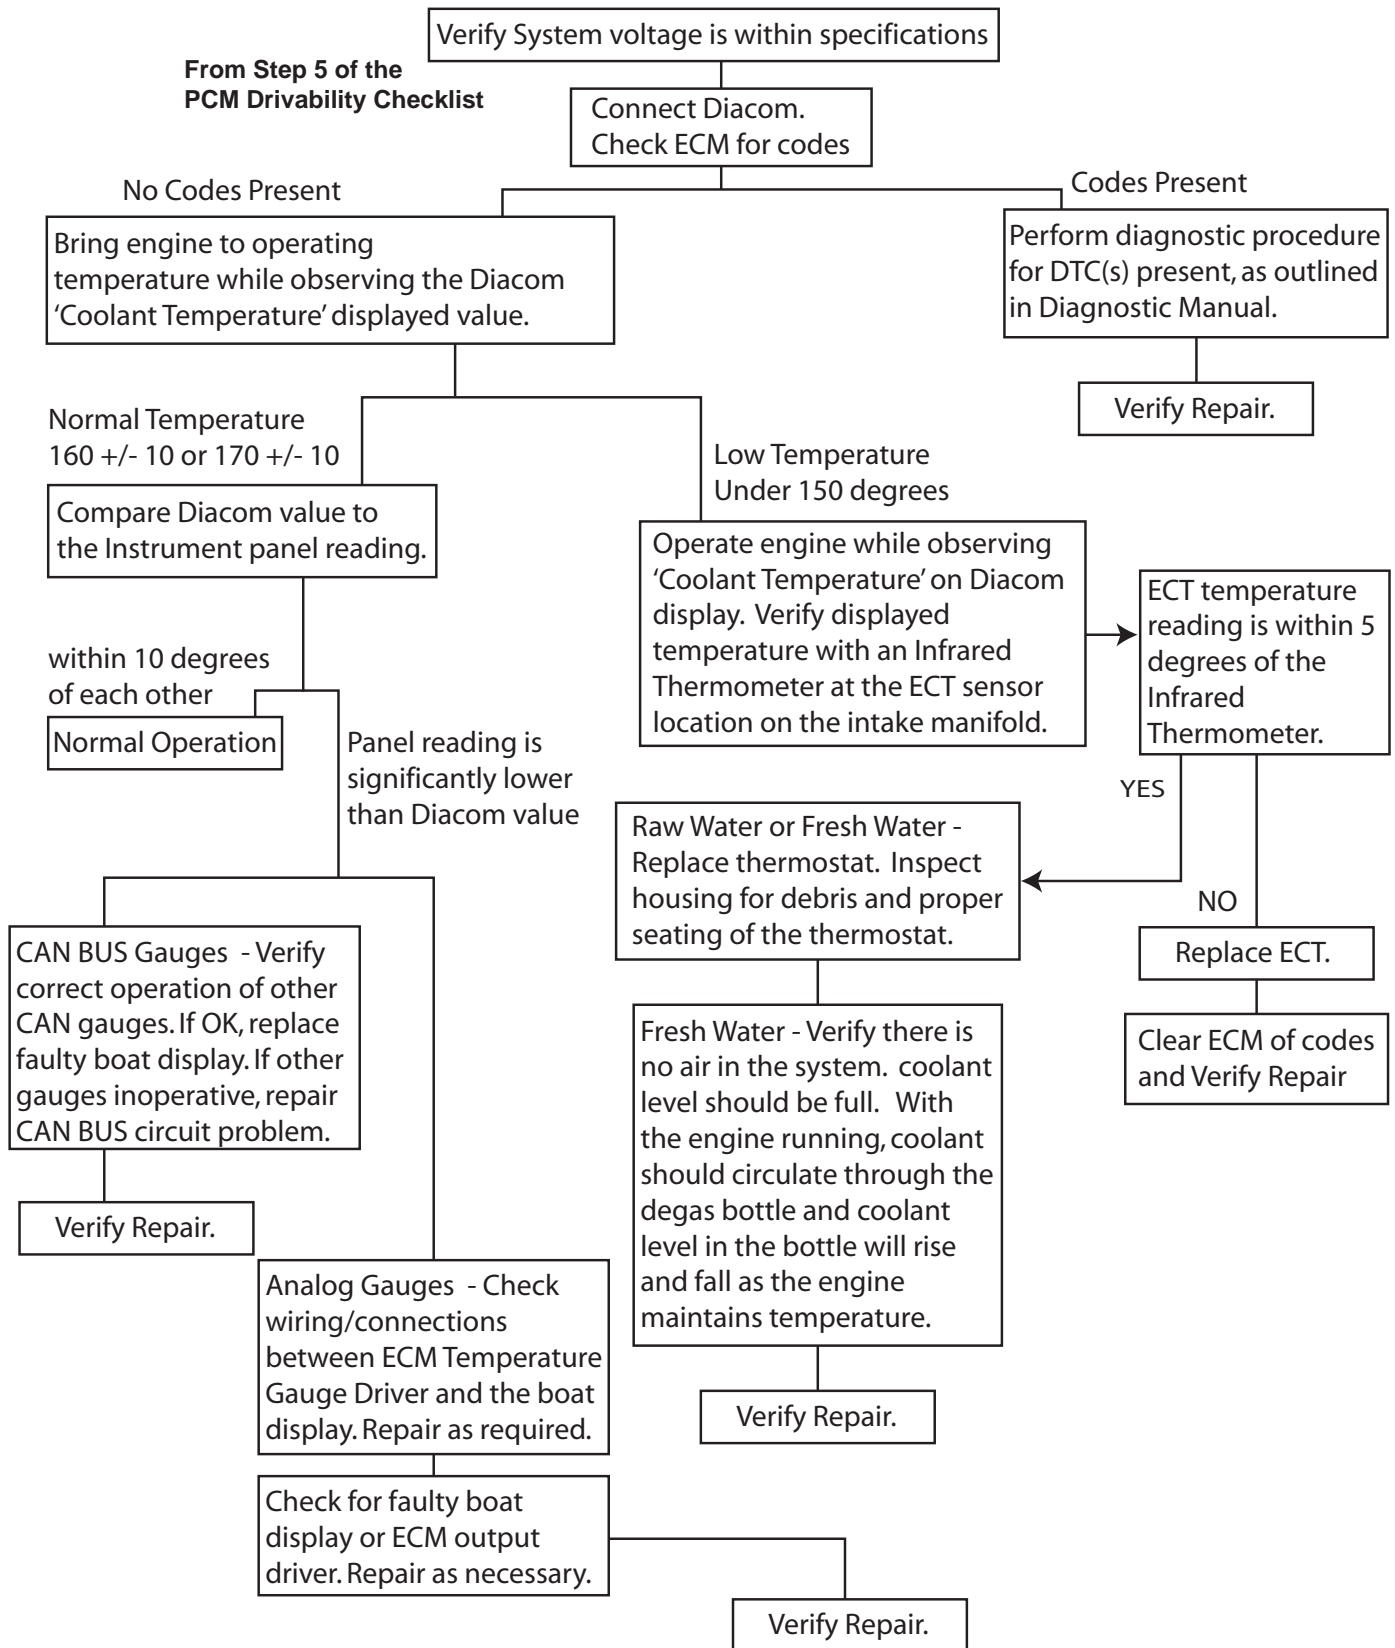 Verify System voltage is within specifications
From Step 5 of the
PCM Drivability Checklist
Connect Diacom.
Check ECM for codes
No Codes Present
Codes Present
Bring engine to operating
temperature while observing the Diacom
‘Coolant Temperature’ displayed value.
Perform diagnostic procedure
for DTC(s) present, as outlined
in Diagnostic Manual.
Verify Repair.
Normal Temperature
160 +/- 10 or 170 +/- 10
Low Temperature
Under 150 degrees
Compare Diacom value to
the Instrument panel reading.
Operate engine while observing
‘Coolant Temperature’ on Diacom
display. Verify displayed
temperature with an Infrared
Thermometer at the ECT sensor
location on the intake manifold.
ECT temperature
reading is within 5
degrees of the
Infrared
Thermometer.
within 10 degrees
of each other
Normal Operation
Panel reading is
significantly lower
than Diacom value
YES
NO
Raw Water or Fresh Water -
Replace thermostat. Inspect
housing for debris and proper
seating of the thermostat.
Replace ECT.
Clear ECM of codes
and Verify Repair
CAN BUS Gauges - Verify
correct operation of other
CAN gauges. If OK, replace
faulty boat display. If other
gauges inoperative, repair
CAN BUS circuit problem.
Verify Repair.
Fresh Water - Verify there is
no air in the system. coolant
level should be full. With
the engine running, coolant
should circulate through the
degas bottle and coolant
level in the bottle will rise
and fall as the engine
maintains temperature.
Verify Repair.
Analog Gauges - Check
wiring/connections
between ECM Temperature
Gauge Driver and the boat
display. Repair as required.
Check for faulty boat
display or ECM output
driver. Repair as necessary.
Verify Repair.